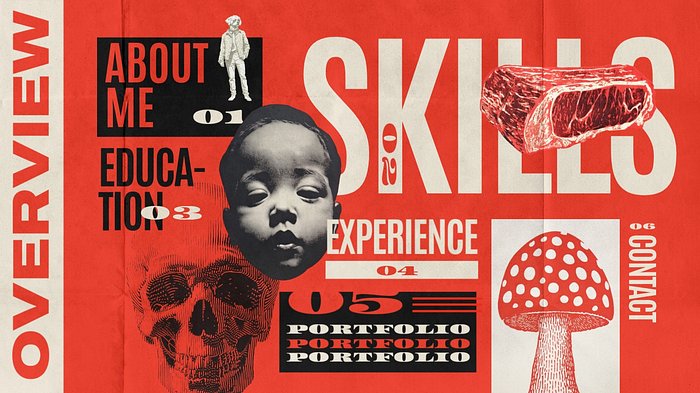 OVERVIEW
ABOUT
ME
01
SKILLS
02
EDUCA-
TION
03
EXPERIENCE
04
05
PORTFOLIO
PORTFOLIO
PORTFOLIO
06
CONTACT